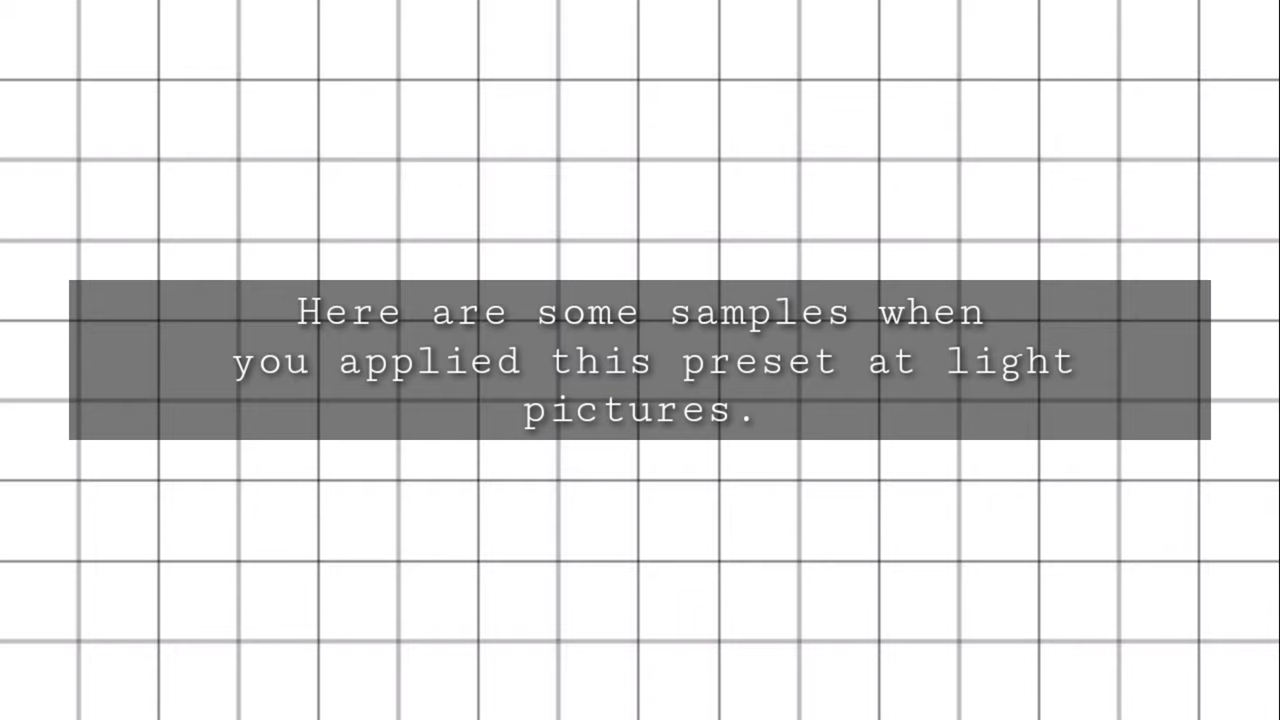 Here are some samples when
you applied this preset at light
pictures.